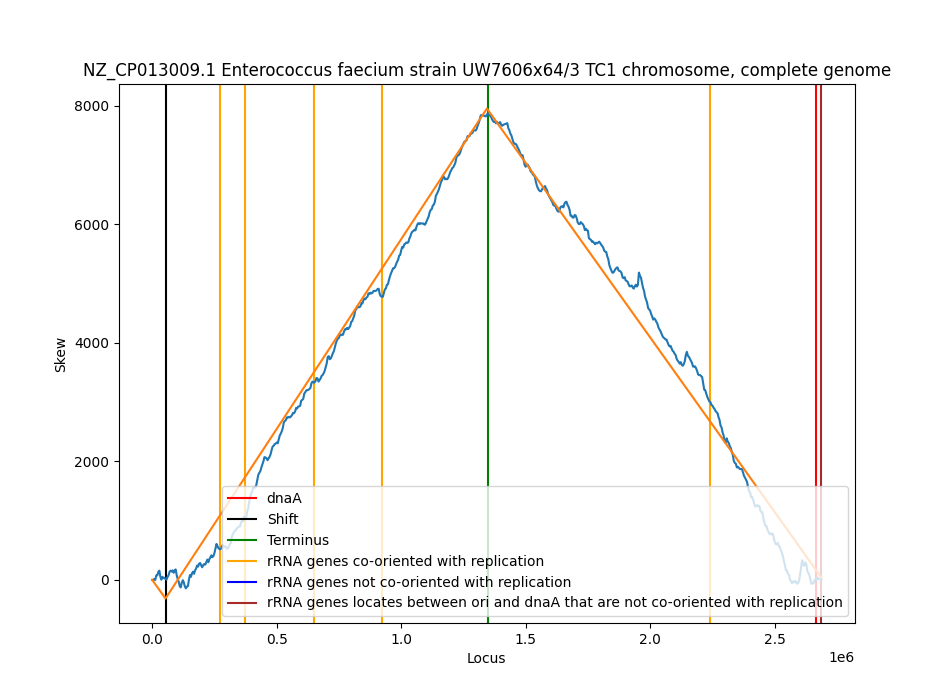 NZ_CP013009.1 Enterococcus faecium strain UW7606x64/3 TC1 chromosome, complete genome
8000
6000
4000
2000
0
Skew
dnaA
Shift
Terminus
rRNA genes co-oriented with replication
rRNA genes not co-oriented with replication
rRNA genes locates between ori and dnaA that are not co-oriented with replication
0.0 0.5 1.0 1.5 2.0 2.5
1e6
Locus